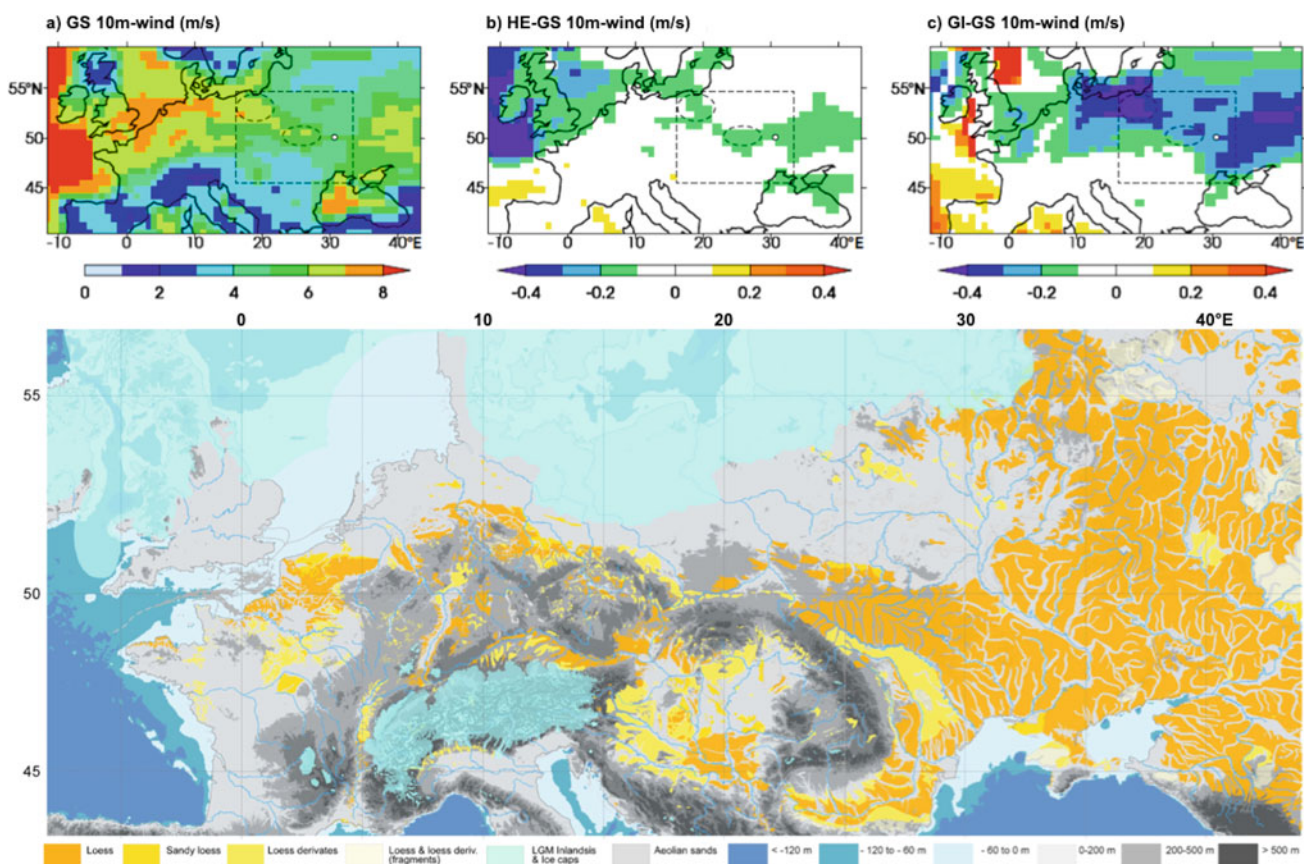 a) GS 10m-wind (m/s)
b) HE-GS 10m-wind (m/s)
c) GI-GS 10m-wind (m/s)
55°N
50
45
-10 0 10 20 30 40°E
0 2 4 6 8
55°N
50
45
-10 0 10 20 30 40°E
-0.4 -0.2 0 0.2 0.4
55°N
50
45
-10 0 10 20 30 40°E
-0.4 -0.2 0 0.2 0.4
0 10 20 30 40°E
55
50
45
Loess
Sandy loess
Loess derivates
Loess & loess deriv.
(fragments)
LGM Inlandsis
& Ice caps
Aeolian sands
< -120 m
- 120 to - 60 m
- 60 to 0 m
0-200 m
200-500 m
> 500 m